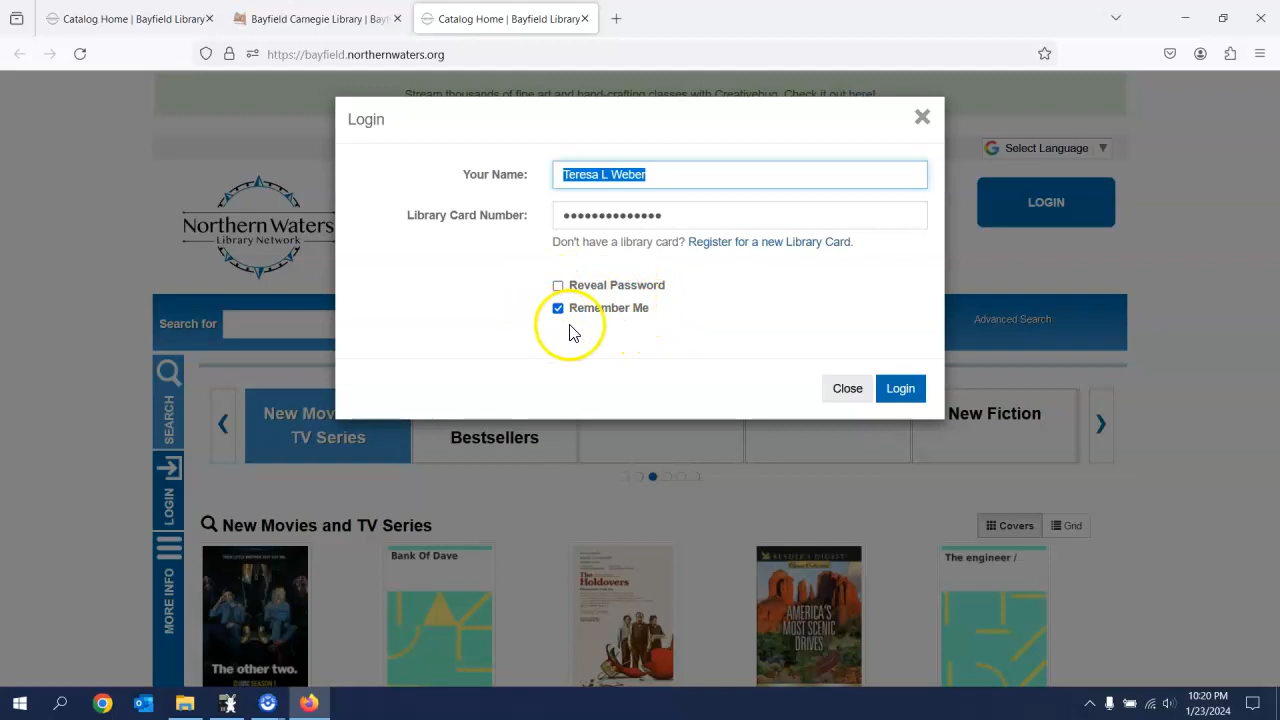 Catalog Home | Bayfield Library
Bayfield Carnegie Library | Bayf
Catalog Home | Bayfield Library
https://bayfield.northernwaters.org
Stream thousands of fine art and hand-crafting classes with Creativebug. Check it out here!
Login
Select Language
Your Name:
Teresa L Weber
Northern Waters
Library Network
LOGIN
Library Card Number:
Don't have a library card? Register for a new Library Card.
Reveal Password
Remember Me
Search for
Advanced Search
Close
Login
SEARCH
New Mov
TV Series
Bestsellers
New Fiction
LOGIN
New Movies and TV Series
Covers
Grid
MORE INFO
The other two.
SEASON 1
Bank Of Dave
The Holdovers
READER'S DIGEST
AMERICA'S
MOST SCENIC
DRIVES
The engineer /
10:20 PM
1/23/2024